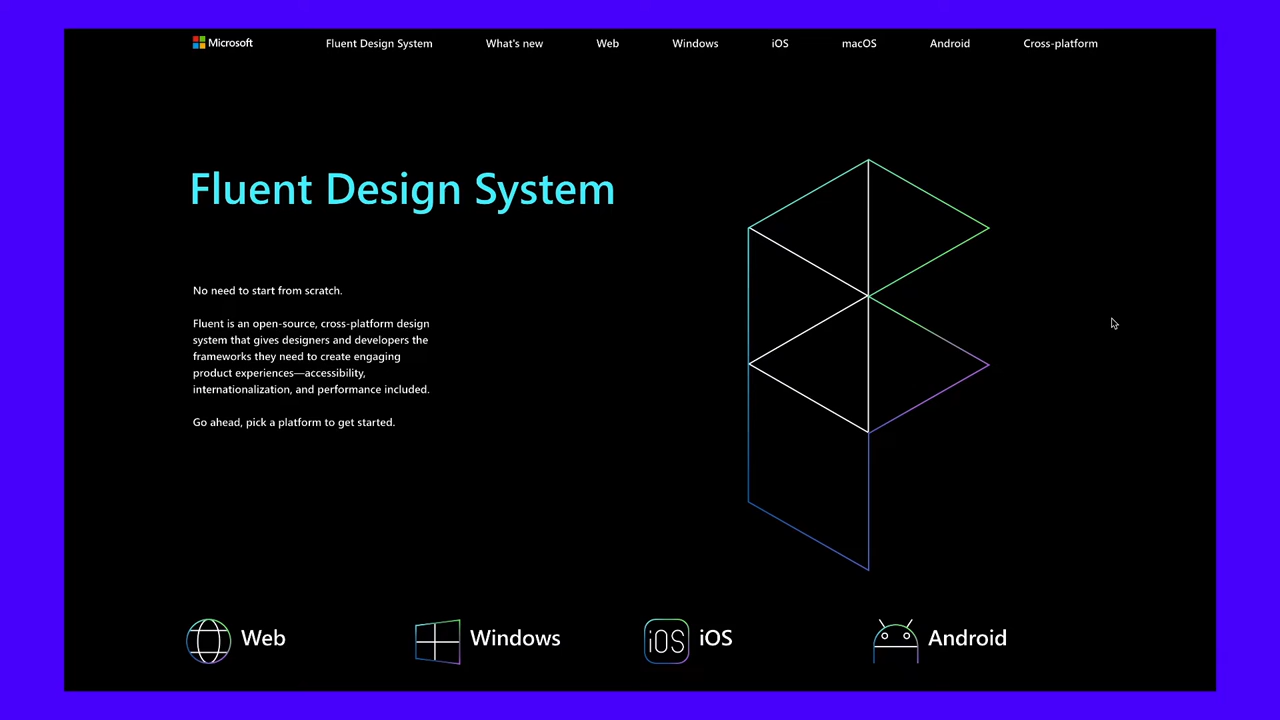 Microsoft Fluent Design System What's new Web Windows iOS macOS Android Cross-platform
Fluent Design System
No need to start from scratch.
Fluent is an open-source, cross-platform design
system that gives designers and developers the
frameworks they need to create engaging
product experiences—accessibility,
internationalization, and performance included.
Go ahead, pick a platform to get started.
Web Windows iOS iOS Android